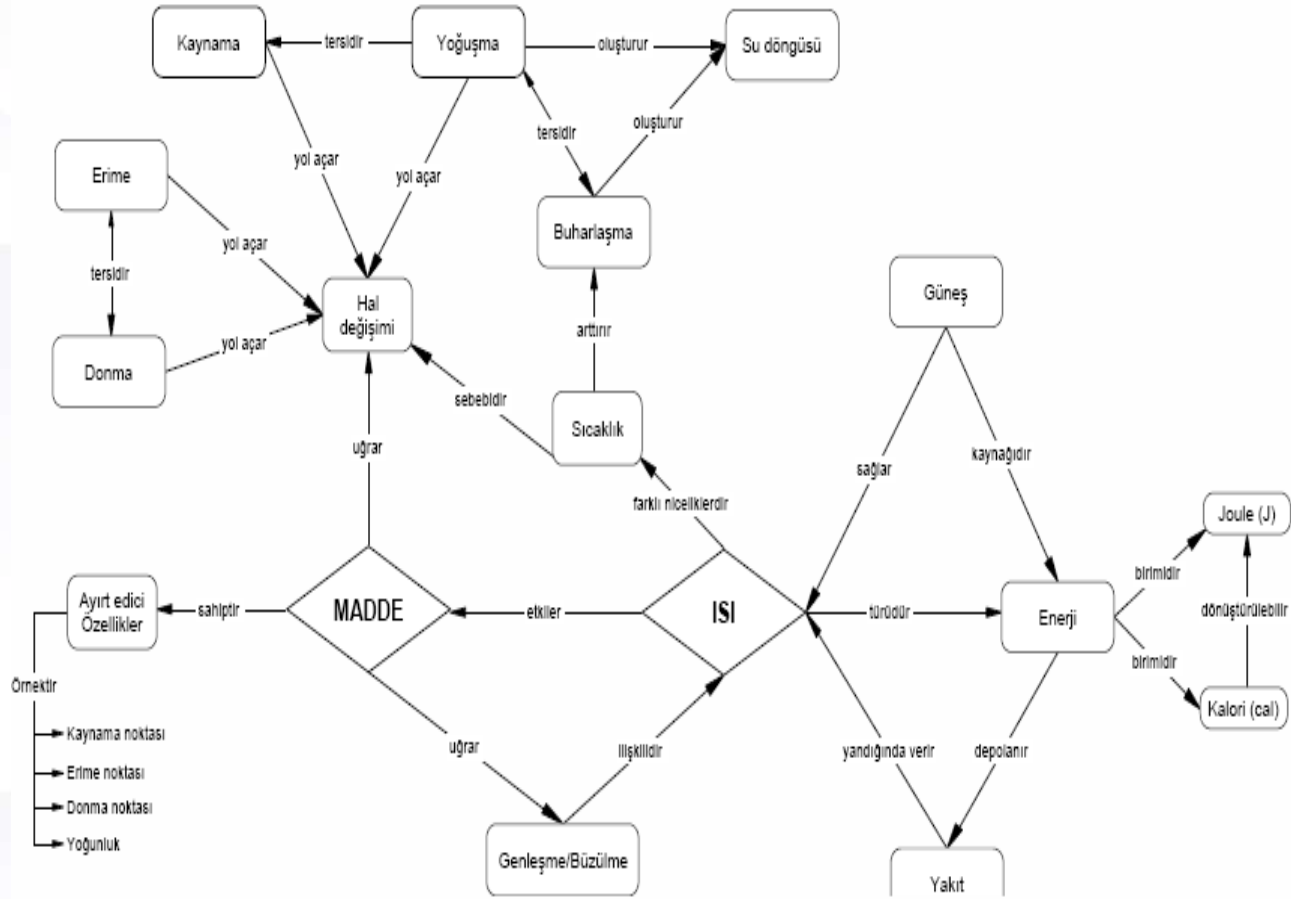 Kaynama
tersidir
Yoğuşma
oluşturur
Su döngüsü
tersidir
oluşturur
yol açar
yol açar
Erime
Buharlaşma
yol açar
tersidir
Hal
değişimi
Güneş
arttırır
Donma
yol açar
sebebidir
Sıcaklık
uğrar
sağlar
kaynağıdır
farklı niceliklerdir
Joule (J)
birimidir
Ayırt edici
Özellikler
sahiptir
MADDE
etkiler
ISI
türüdür
Enerji
dönüştürülebilir
birimidir
Örnektir
Kalori (cal)
Kaynama noktası
uğrar
ilişkilidir
yandığında verir
depolanır
Erime noktası
Donma noktası
Yoğunluk
Genleşme/Büzülme
Yakıt